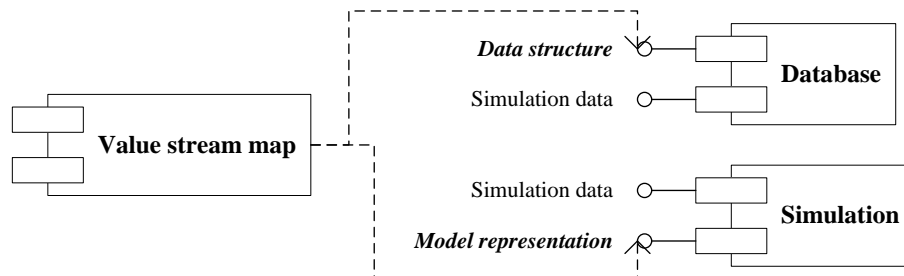 Data structure
Database
Simulation data
Value stream map
Simulation data
Simulation
Model representation